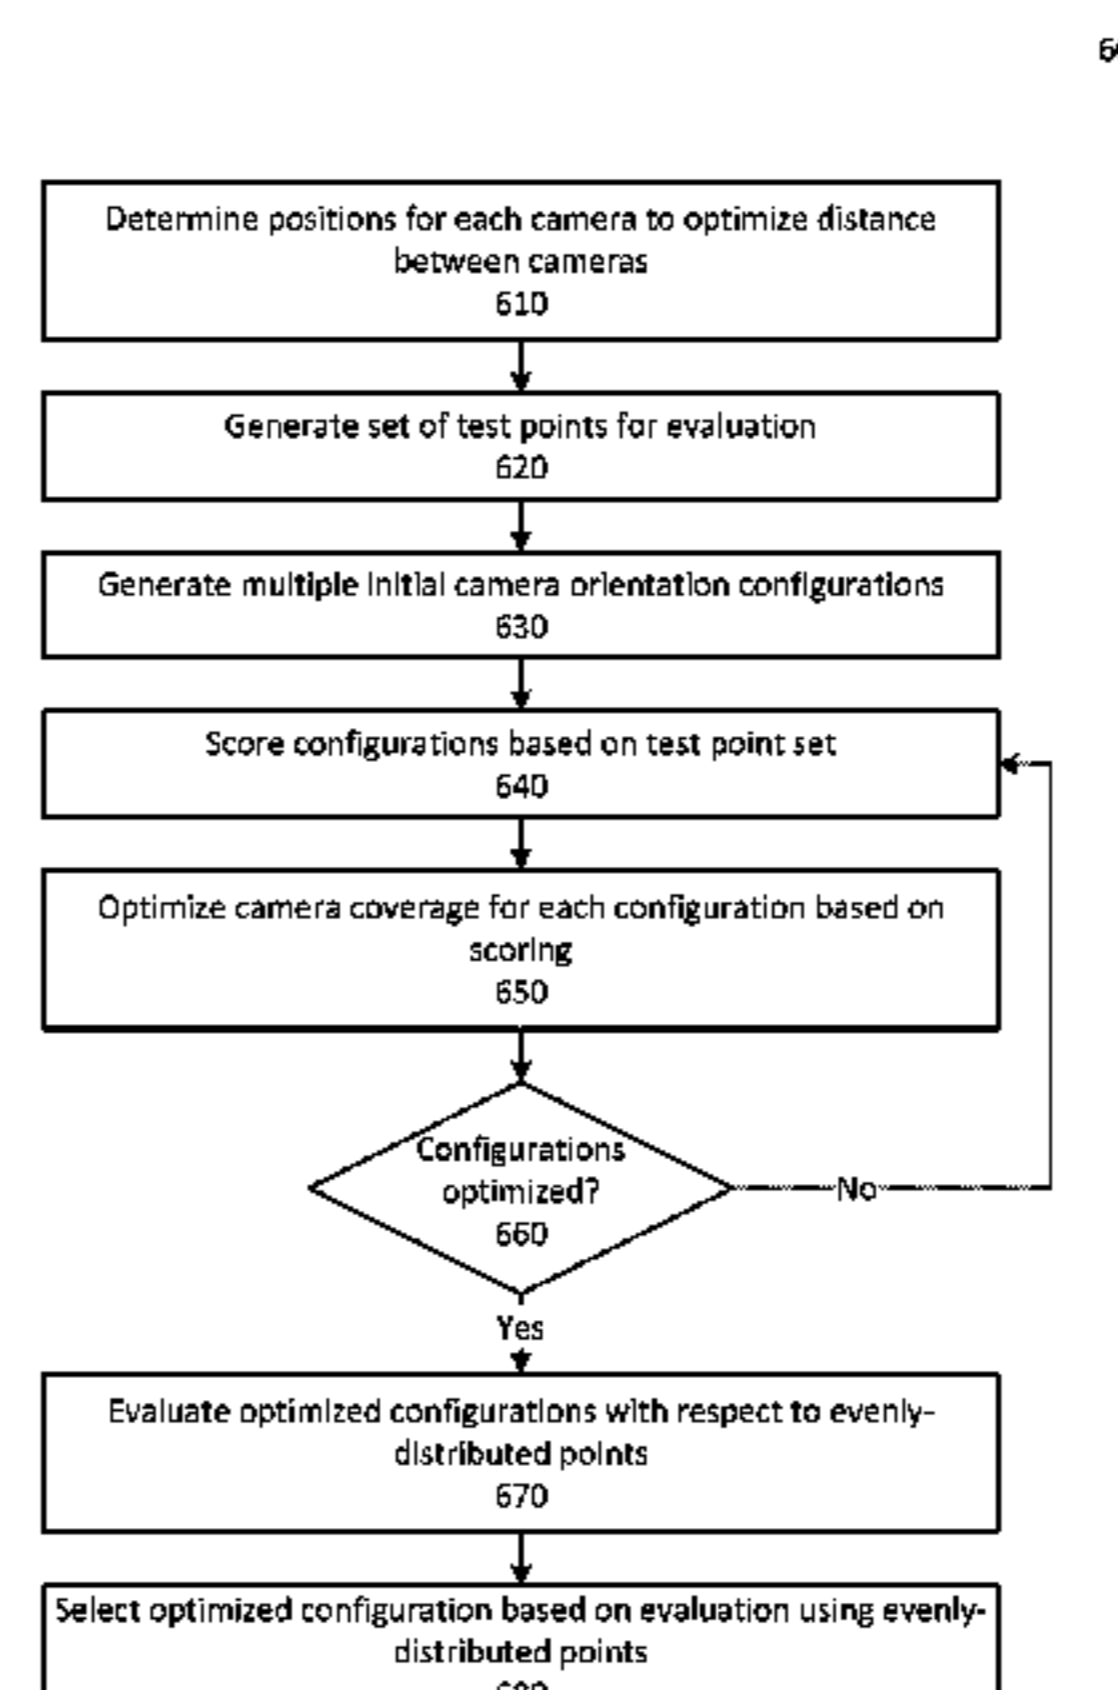 Determine positions for each camera to optimize distance
between cameras
610
Generate set of test points for evaluation
620
Generate multiple initial camera orientation configurations
630
Score configurations based on test point set
640
Optimize camera coverage for each configuration based on
scoring
650
Configurations
optimized?
660
No
Yes
Evaluate optimized configurations with respect to evenly-
distributed points
670
Select optimized configuration based on evaluation using evenly-
distributed points